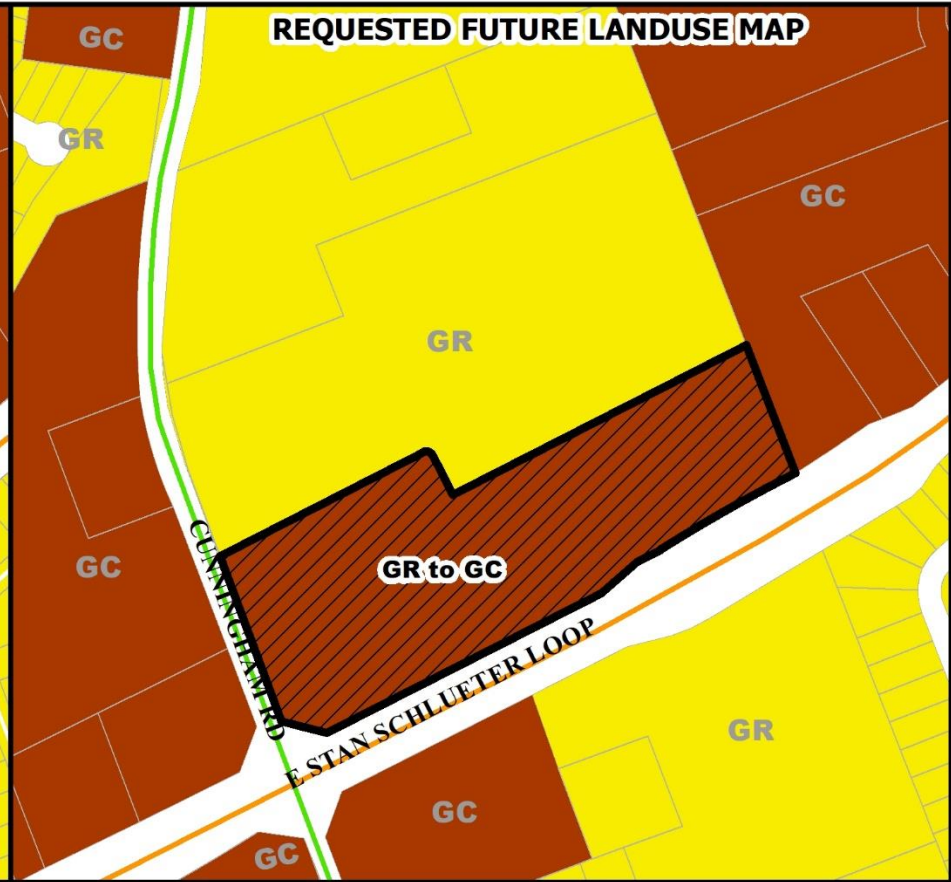 REQUESTED FUTURE LANDUSE MAP
GC
GR
GC
GR
GC
GR to GC
CUNNINGHAM RD
E STAN SCHLUETER LOOP
GR
GC
GC